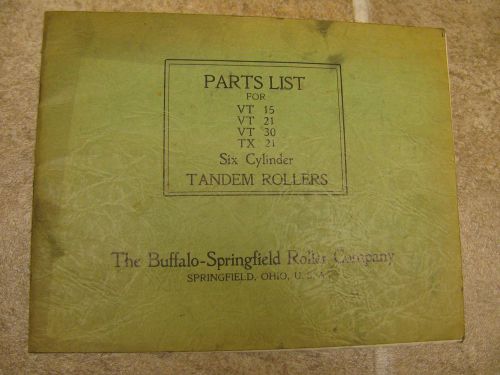 PARTS LIST
FOR
VT 15
VT 21
VT 30
TX 21
Six Cylinder
TANDEM ROLLERS
The Buffalo-Springfield Roller Company
SPRINGFIELD, OHIO, U. S. A.